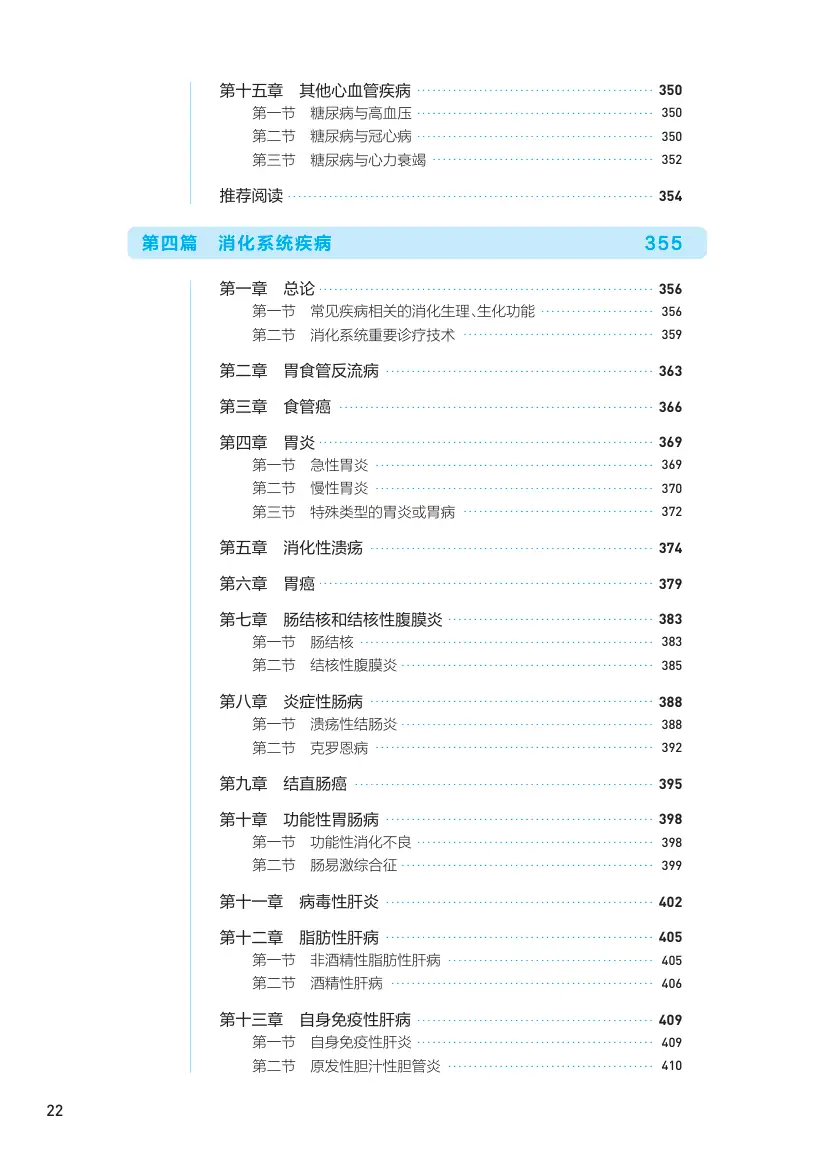 第十五章 其他心血管疾病 350
第一节 糖尿病与高血压 350
第二节 糖尿病与冠心病 350
第三节 糖尿病与心力衰竭 352
推荐阅读 354
第四篇 消化系统疾病 355
第一章 总论 356
第一节 常见疾病相关的消化生理、生化功能 356
第二节 消化系统重要诊疗技术 359
第二章 胃食管反流病 363
第三章 食管癌 366
第四章 胃炎 369
第一节 急性胃炎 369
第二节 慢性胃炎 370
第三节 特殊类型的胃炎或胃病 372
第五章 消化性溃疡 374
第六章 胃癌 379
第七章 肠结核和结核性腹膜炎 383
第一节 肠结核 383
第二节 结核性腹膜炎 385
第八章 炎症性肠病 388
第一节 溃疡性结肠炎 388
第二节 克罗恩病 392
第九章 结直肠癌 395
第十章 功能性胃肠病 398
第一节 功能性消化不良 398
第二节 肠易激综合征 399
第十一章 病毒性肝炎 402
第十二章 脂肪性肝病 405
第一节 非酒精性脂肪性肝病 405
第二节 酒精性肝病 406
第十三章 自身免疫性肝病 409
第一节 自身免疫性肝炎 409
第二节 原发性胆汁性胆管炎 410
22